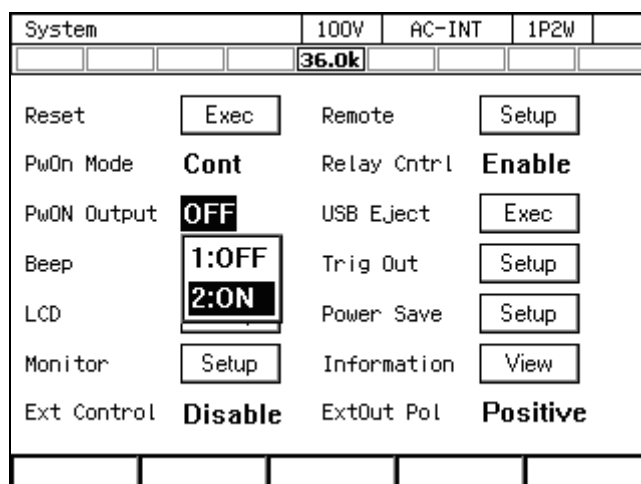 System 100V AC-INT 1P2W
36.0k
Reset Exec Remote Setup
PwOn Mode Cont Relay Cntrl Enable
PwON Output OFF USB Eject Exec
1:OFF
Beep Trig Out Setup
2:ON
LCD Power Save Setup
Monitor Setup Information View
Ext Control Disable ExtOut Pol Positive